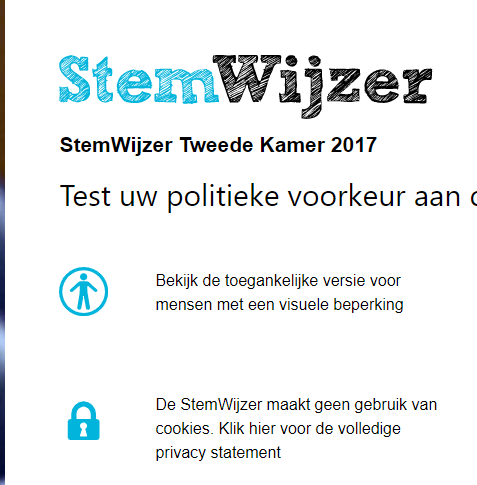 StemWijzer
StemWijzer Tweede Kamer 2017
Test uw politieke voorkeur aan
Bekijk de toegankelijke versie voor
mensen met een visuele beperking
De StemWijzer maakt geen gebruik van
cookies. Klik hier voor de volledige
privacy statement